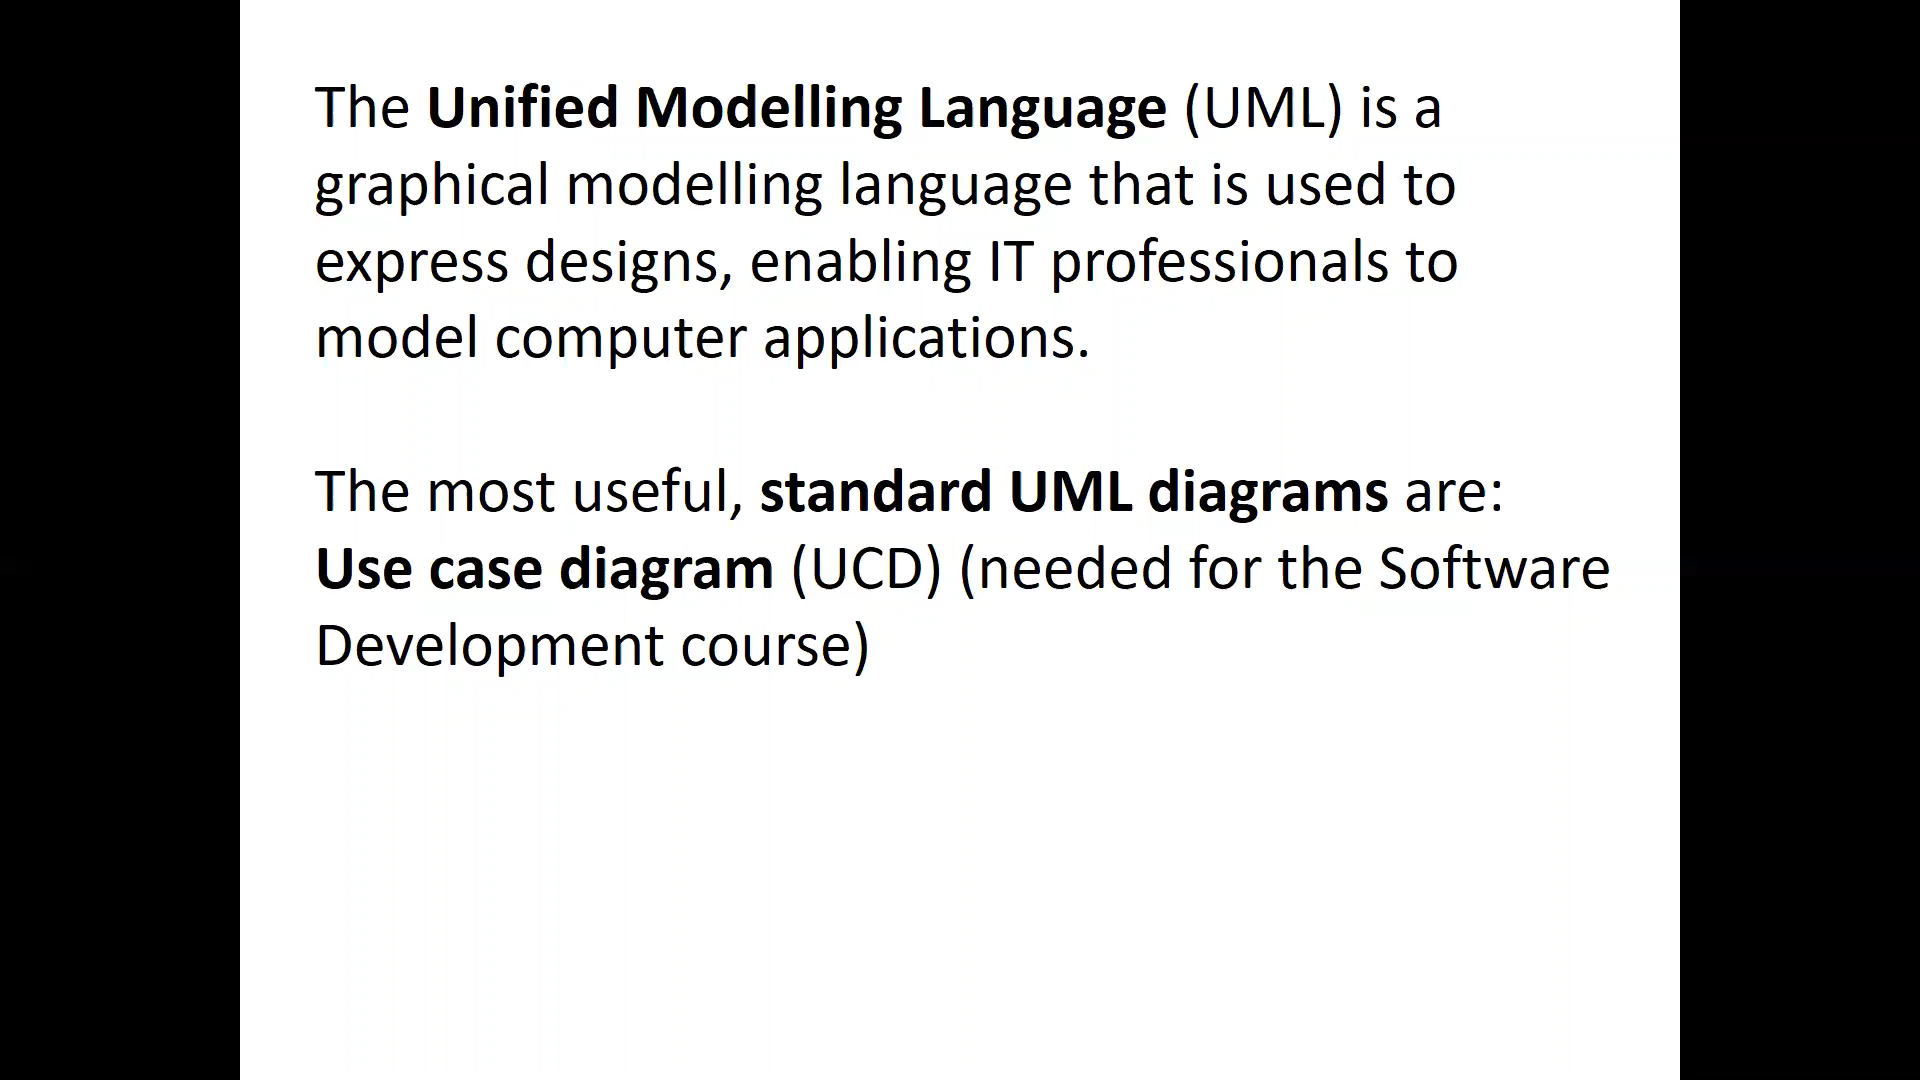 The Unified Modelling Language (UML) is a
graphical modelling language that is used to
express designs, enabling IT professionals to
model computer applications.
The most useful, standard UML diagrams are:
Use case diagram (UCD) (needed for the Software
Development course)